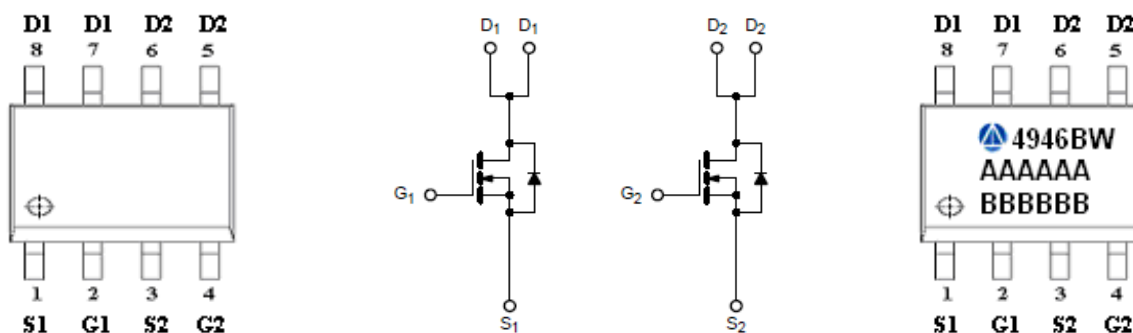 D1 D1 D2 D2
8 7 6 5
1 2 3 4
S1 G1 S2 G2
D1 D1
G1
S1
D2 D2
G2
S2
D1 D1 D2 D2
8 7 6 5
4946BW
AAAAAA
BBBBBB
1 2 3 4
S1 G1 S2 G2